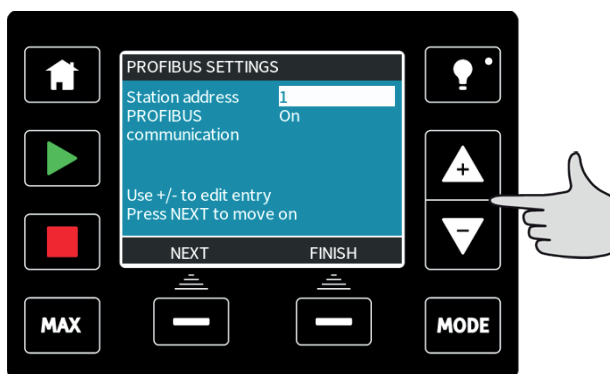 PROFIBUS SETTINGS
Station address 1
PROFIBUS On
communication
Use +/- to edit entry
Press NEXT to move on
NEXT FINISH
+
-
MAX
MODE